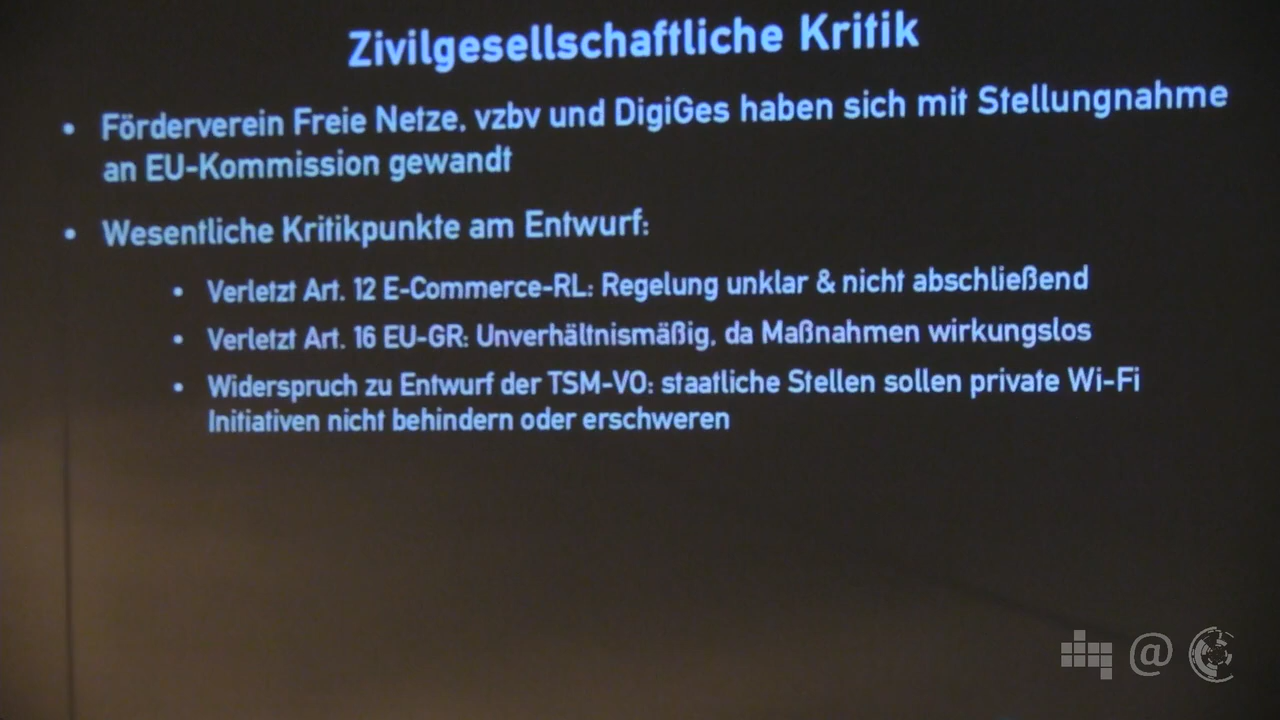 Zivilgesellschaftliche Kritik
• Förderverein Freie Netze, vzbv und DigiGes haben sich mit Stellungnahme
an EU-Kommission gewandt
• Wesentliche Kritikpunkte am Entwurf:
• Verletzt Art. 12 E-Commerce-RL: Regelung unklar & nicht abschließend
• Verletzt Art. 16 EU-GR: Unverhältnismäßig, da Maßnahmen wirkungslos
• Widerspruch zu Entwurf der TSM-VO: staatliche Stellen sollen private Wi-Fi
Initiativen nicht behindern oder erschweren
@